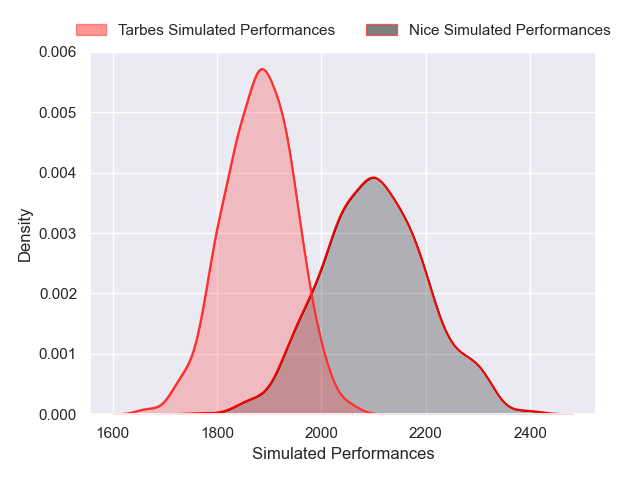 Tarbes Simulated Performances Nice Simulated Performances
0.006
0.005
0.004
0.003
0.002
0.001
0.000
Density
1600 1800 2000 2200 2400
Simulated Performances